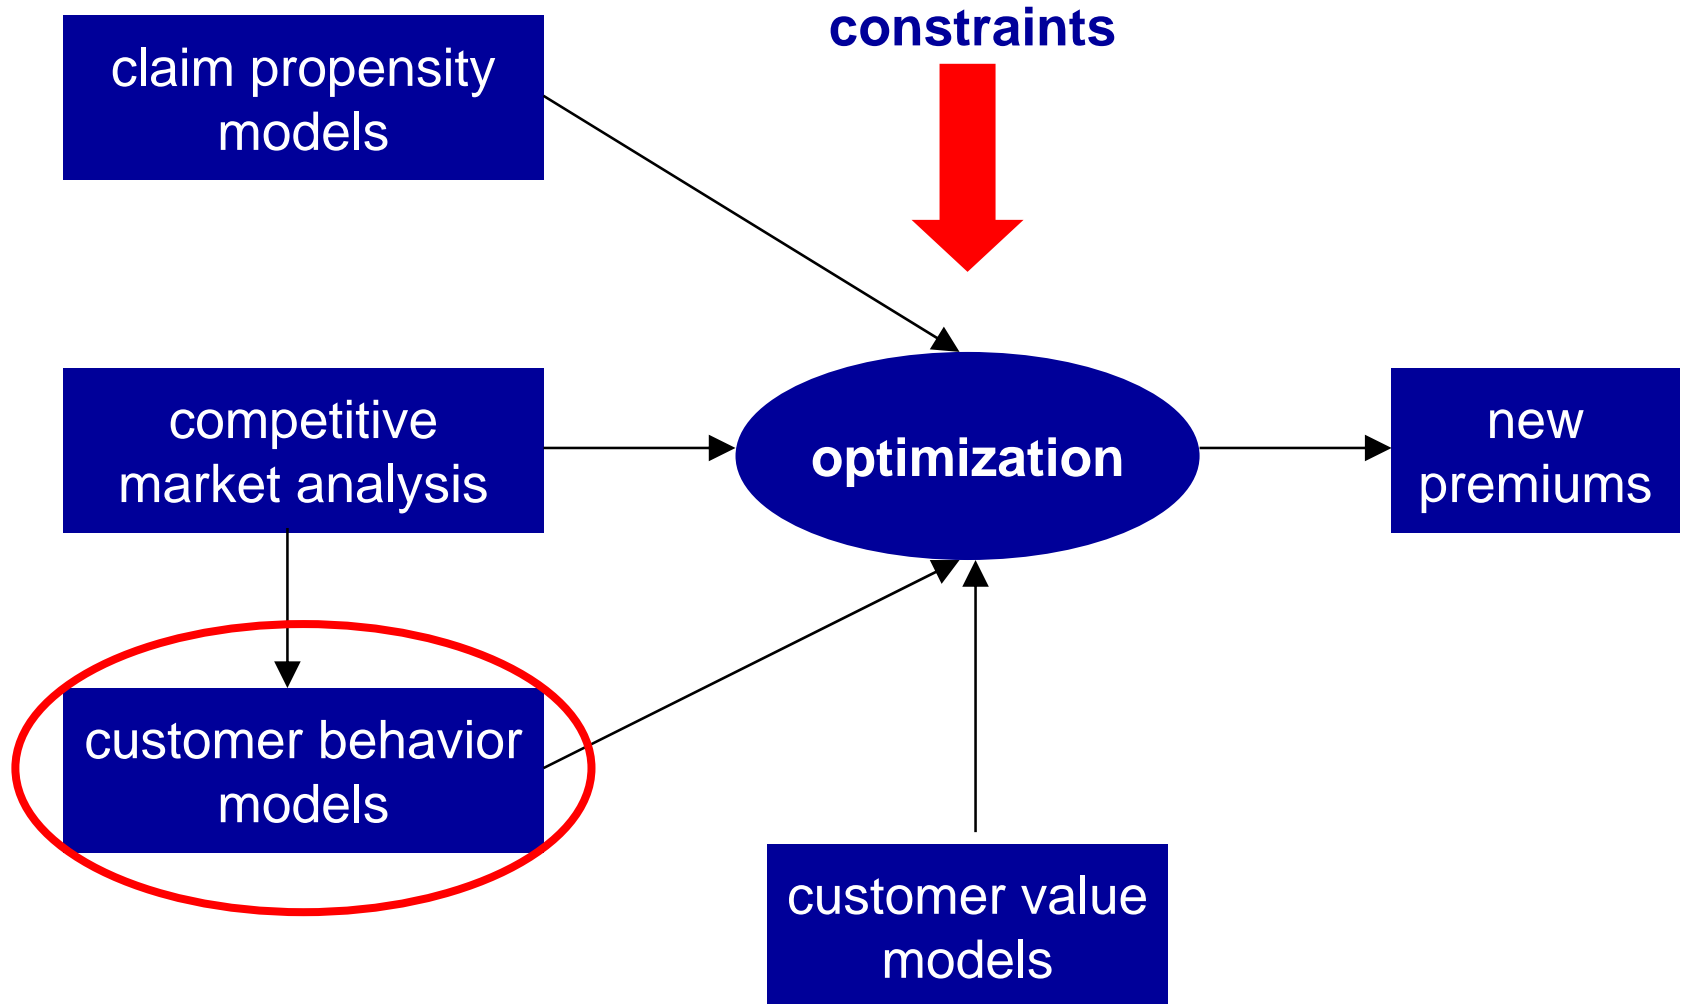 constraints
claim propensity
models
competitive
market analysis
optimization
new
premiums
customer behavior
models
customer value
models